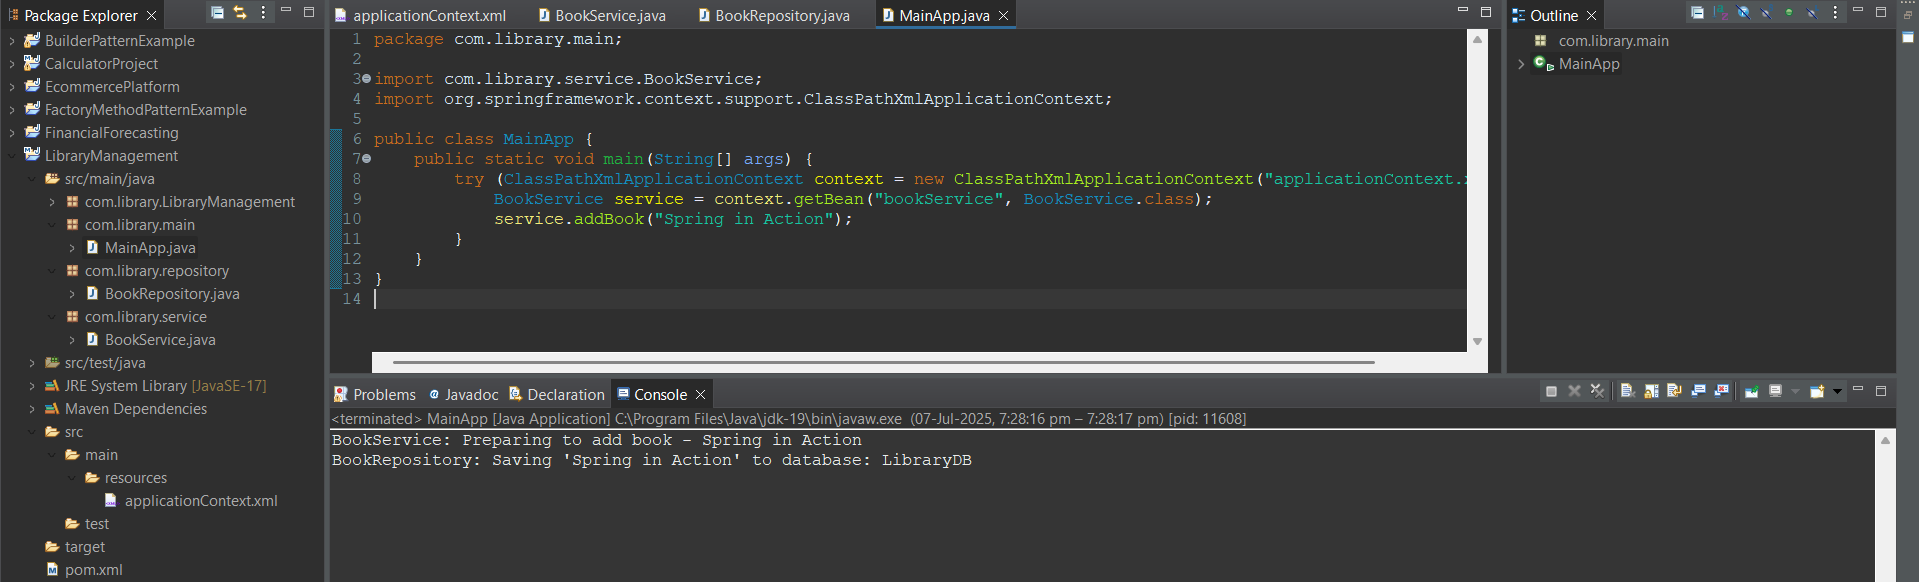 Package Explorer
BuilderPatternExample
CalculatorProject
EcommercePlatform
FactoryMethodPatternExample
FinancialForecasting
LibraryManagement
src/main/java
com.library.LibraryManagement
com.library.main
MainApp.java
com.library.repository
BookRepository.java
com.library.service
BookService.java
src/test/java
JRE System Library [JavaSE-17]
Maven Dependencies
src
main
resources
applicationContext.xml
test
target
pom.xml
applicationContext.xml BookService.java BookRepository.java MainApp.java
1 package com.library.main;
2
3 import com.library.service.BookService;
4 import org.springframework.context.support.ClassPathXmlApplicationContext;
5
6 public class MainApp {
7 public static void main(String[] args) {
8 try (ClassPathXmlApplicationContext context = new ClassPathXmlApplicationContext("applicationContext.
9 BookService service = context.getBean("bookService", BookService.class);
10 service.addBook("Spring in Action");
11 }
12 }
13 }
14
Outline
com.library.main
MainApp
Problems Javadoc Declaration Console
<terminated> MainApp [Java Application] C:\Program Files\Java\jdk-19\bin\javaw.exe (07-Jul-2025, 7:28:16 pm – 7:28:17 pm) [pid: 11608]
BookService: Preparing to add book - Spring in Action
BookRepository: Saving 'Spring in Action' to database: LibraryDB